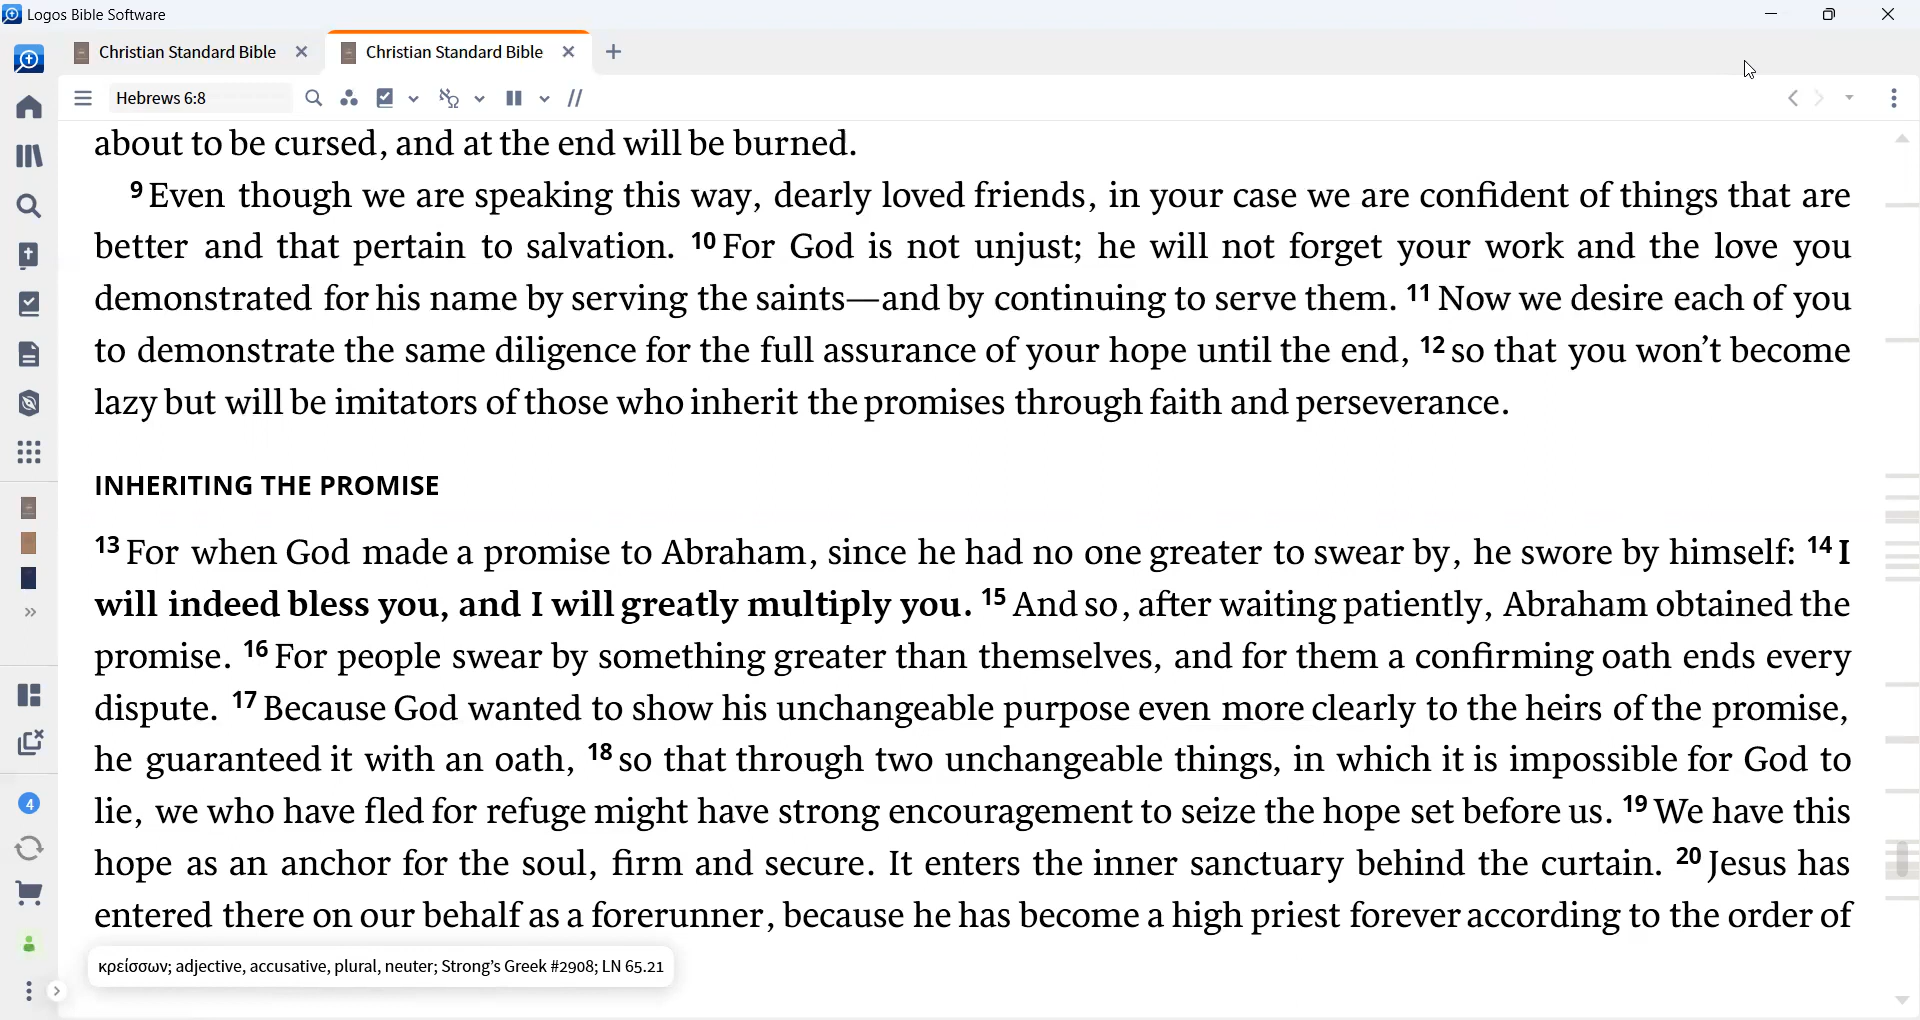 Logos Bible Software
Christian Standard Bible
Christian Standard Bible
Hebrews 6:8
about to be cursed, and at the end will be burned.
9 Even though we are speaking this way, dearly loved friends, in your case we are confident of things that are
better and that pertain to salvation. 10 For God is not unjust; he will not forget your work and the love you
demonstrated for his name by serving the saints—and by continuing to serve them. 11 Now we desire each of you
to demonstrate the same diligence for the full assurance of your hope until the end, 12 so that you won’t become
lazy but will be imitators of those who inherit the promises through faith and perseverance.
INHERITING THE PROMISE
13 For when God made a promise to Abraham, since he had no one greater to swear by, he swore by himself: 14 I
will indeed bless you, and I will greatly multiply you. 15 And so, after waiting patiently, Abraham obtained the
promise. 16 For people swear by something greater than themselves, and for them a confirming oath ends every
dispute. 17 Because God wanted to show his unchangeable purpose even more clearly to the heirs of the promise,
he guaranteed it with an oath, 18 so that through two unchangeable things, in which it is impossible for God to
lie, we who have fled for refuge might have strong encouragement to seize the hope set before us. 19 We have this
hope as an anchor for the soul, firm and secure. It enters the inner sanctuary behind the curtain. 20 Jesus has
entered there on our behalf as a forerunner, because he has become a high priest forever according to the order of
4
κρείσσων; adjective, accusative, plural, neuter; Strong’s Greek #2908; LN 65.21